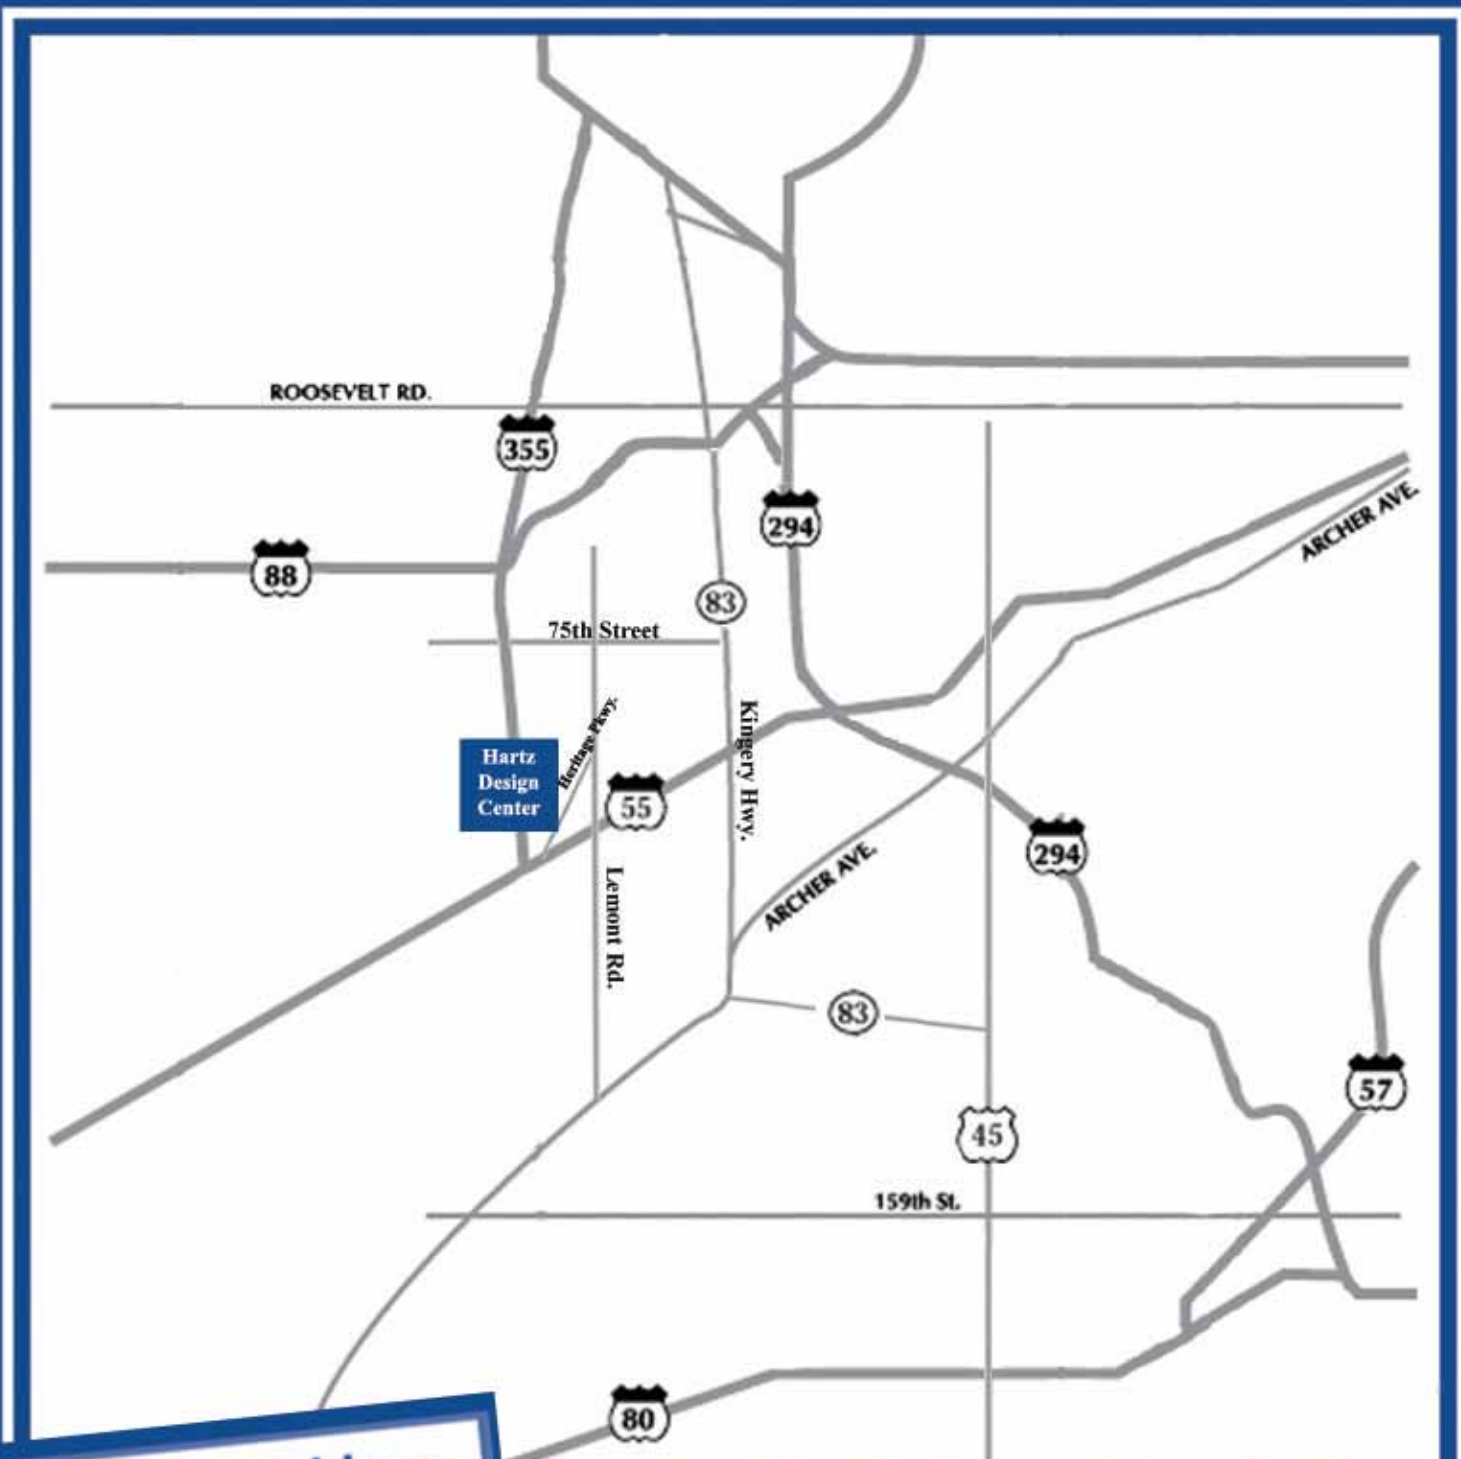 ROOSEVELT RD.
355
294
ARCHER AVE.
88
83
75th Street
Heritage Pkwy.
Kingery Hwy.
Hartz
Design
Center
55
294
ARCHER AVE.
Lemont Rd.
83
57
45
159th St.
80